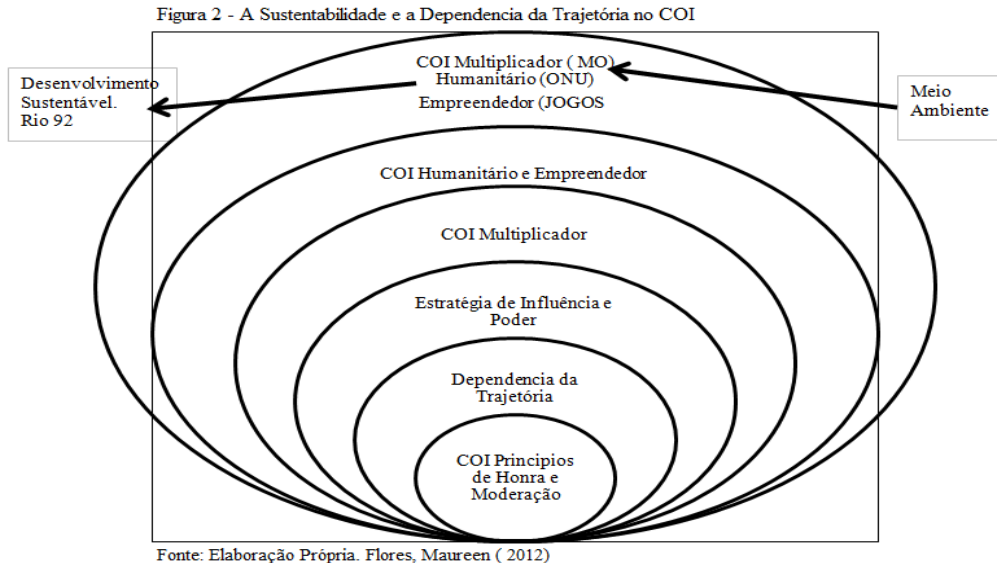 Figura 2 - A Sustentabilidade e a Dependencia da Trajetória no COI
COI Multiplicador ( MO)
Humanitário (ONU)
Empreendedor (JOGOS
Desenvolvimento
Sustentável.
Rio 92
Meio
Ambiente
COI Humanitário e Empreendedor
COI Multiplicador
Estratégia de Influência e
Poder
Dependencia da
Trajetória
COI Principios
de Honra e
Moderação
Fonte: Elaboração Própria. Flores, Maureen ( 2012)